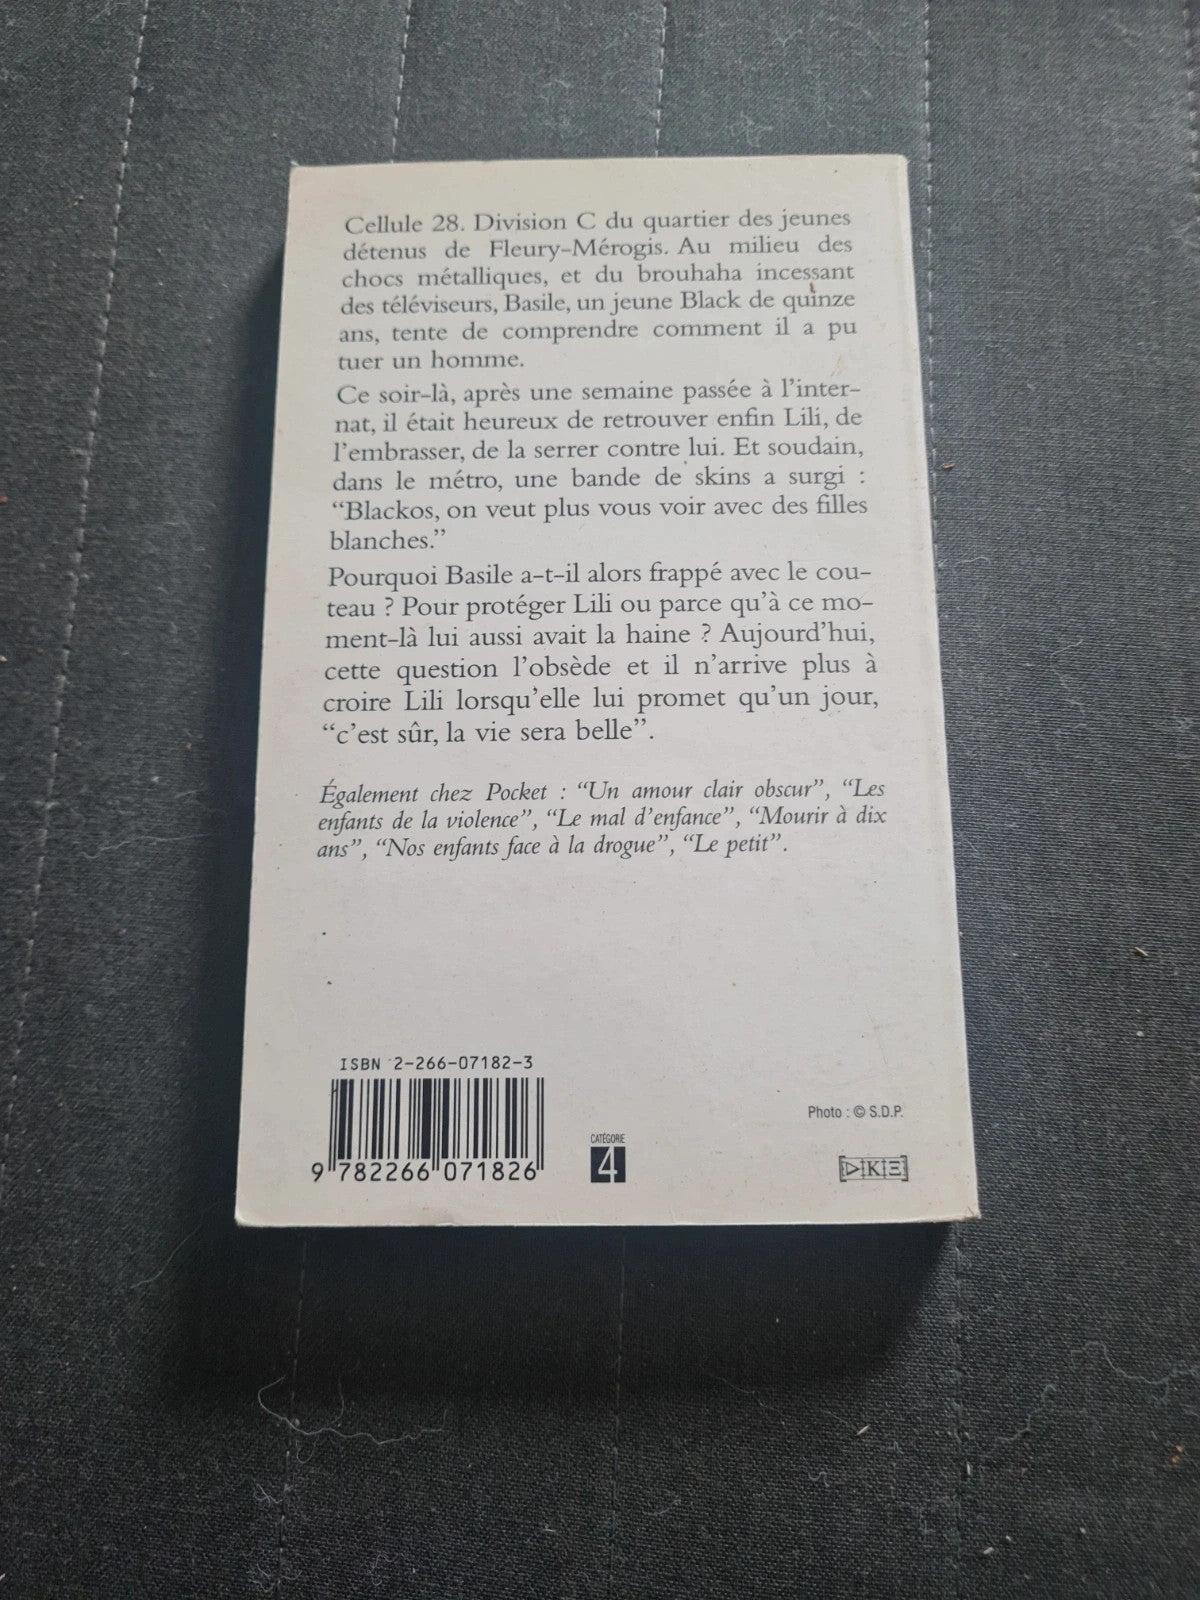 Cellule 28. Division C du quartier des jeunes
détenus de Fleury-Mérogis. Au milieu des
chocs métalliques, et du brouhaha incessant
des téléviseurs, Basile, un jeune Black de quinze
ans, tente de comprendre comment il a pu
tuer un homme.
Ce soir-là, après une semaine passée à l'inter-
nat, il était heureux de retrouver enfin Lili, de
l'embrasser, de la serrer contre lui. Et soudain,
dans le métro, une bande de skins a surgi :
“Blackos, on veut plus vous voir avec des filles
blanches.”
Pourquoi Basile a-t-il alors frappé avec le cou-
teau ? Pour protéger Lili ou parce qu'à ce mo-
ment-là lui aussi avait la haine ? Aujourd'hui,
cette question l'obsède et il n'arrive plus à
croire Lili lorsqu'elle lui promet qu'un jour,
“c'est sûr, la vie sera belle”.
Également chez Pocket : “Un amour clair obscur”, “Les
enfants de la violence”, “Le mal d'enfance”, “Mourir à dix
ans”, “Nos enfants face à la drogue”, “Le petit”.
ISBN 2-266-07182-3
9 782266 071826
CATÉGORIE
4
Photo : © S.D.P.